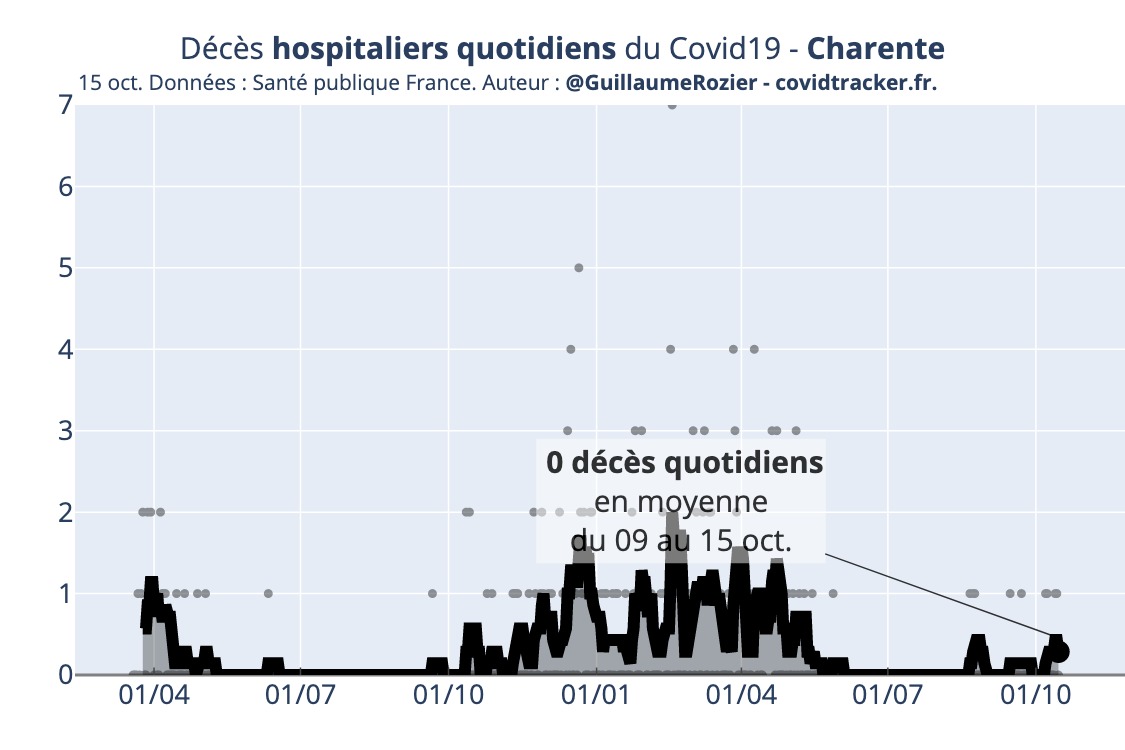 Décès hospitaliers quotidiens du Covid19 - Charente
15 oct. Données : Santé publique France. Auteur : @GuillaumeRozier - covidtracker.fr.
7
6
5
4
3
2
1
0
0 décès quotidiens
en moyenne
du 09 au 15 oct.
01/04 01/07 01/10 01/01 01/04 01/07 01/10